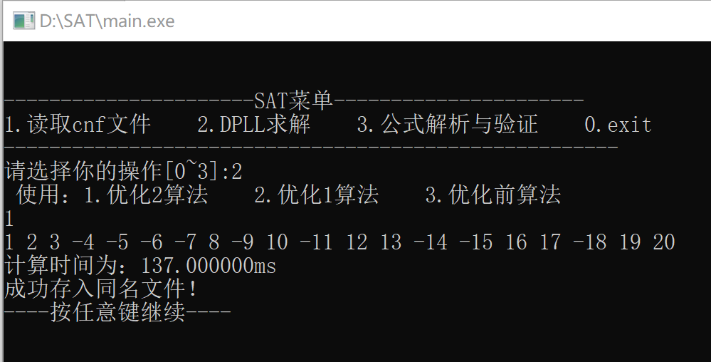 D:\SAT\main.exe
----------------------SAT菜单----------------------
1.读取cnf文件    2.DPLL求解    3.公式解析与验证    0.exit
------------------------------------------------------
请选择你的操作[0~3]:2
 使用：1.优化2算法    2.优化1算法    3.优化前算法
1
1 2 3 -4 -5 -6 -7 8 -9 10 -11 12 13 -14 -15 16 17 -18 19 20
计算时间为：137.000000ms
成功存入同名文件！
----按任意键继续----